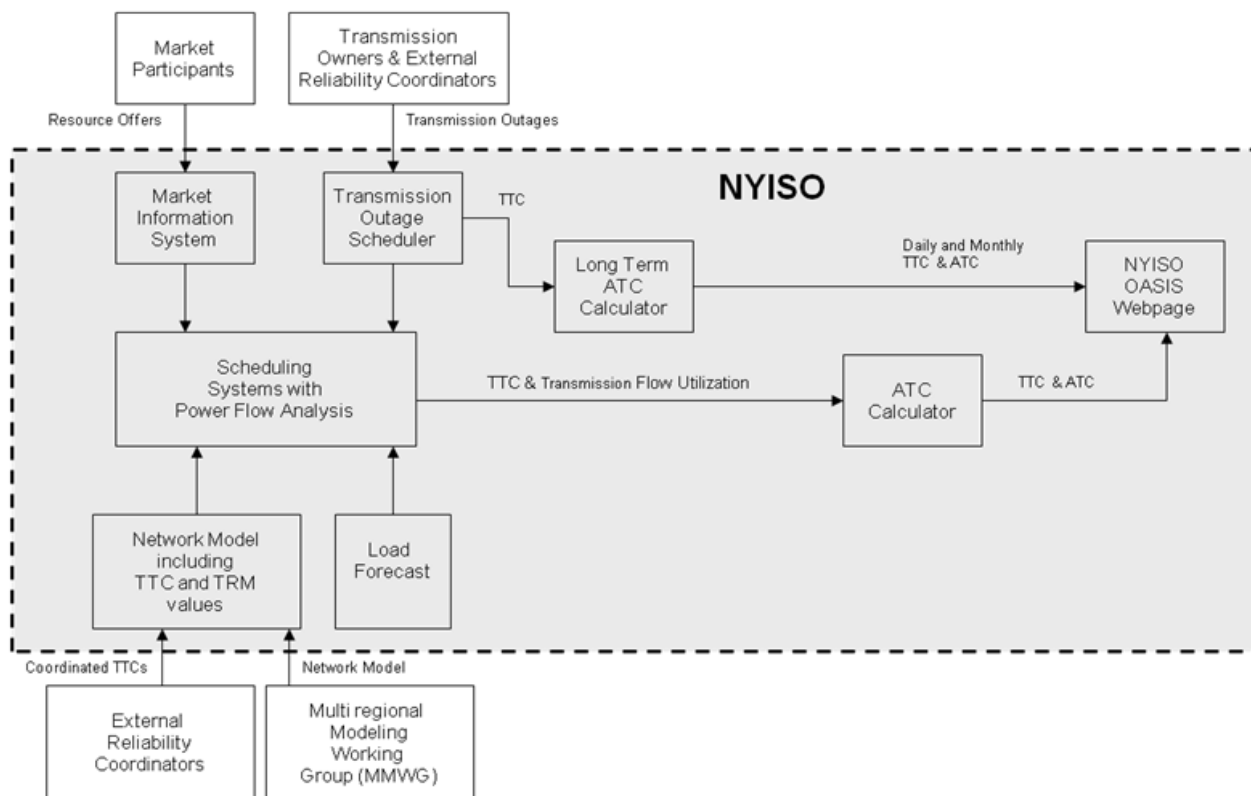 Market
Participants
Transmission
Owners & External
Reliability Coordinators
Resource Offers
Transmission Outages
NYISO
Market
Information
System
Transmission
Outage
Scheduler
TTC
Long Term
ATC
Calculator
Daily and Monthly
TTC & ATC
NYISO
OASIS
Webpage
Scheduling
Systems with
Power Flow Analysis
TTC & Transmission Flow Utilization
ATC
Calculator
TTC & ATC
Network Model
including
TTC and TRM
values
Load
Forecast
Coordinated TTCs
Network Model
External
Reliability
Coordinators
Multi regional
Modeling
Working
Group (MMWG)